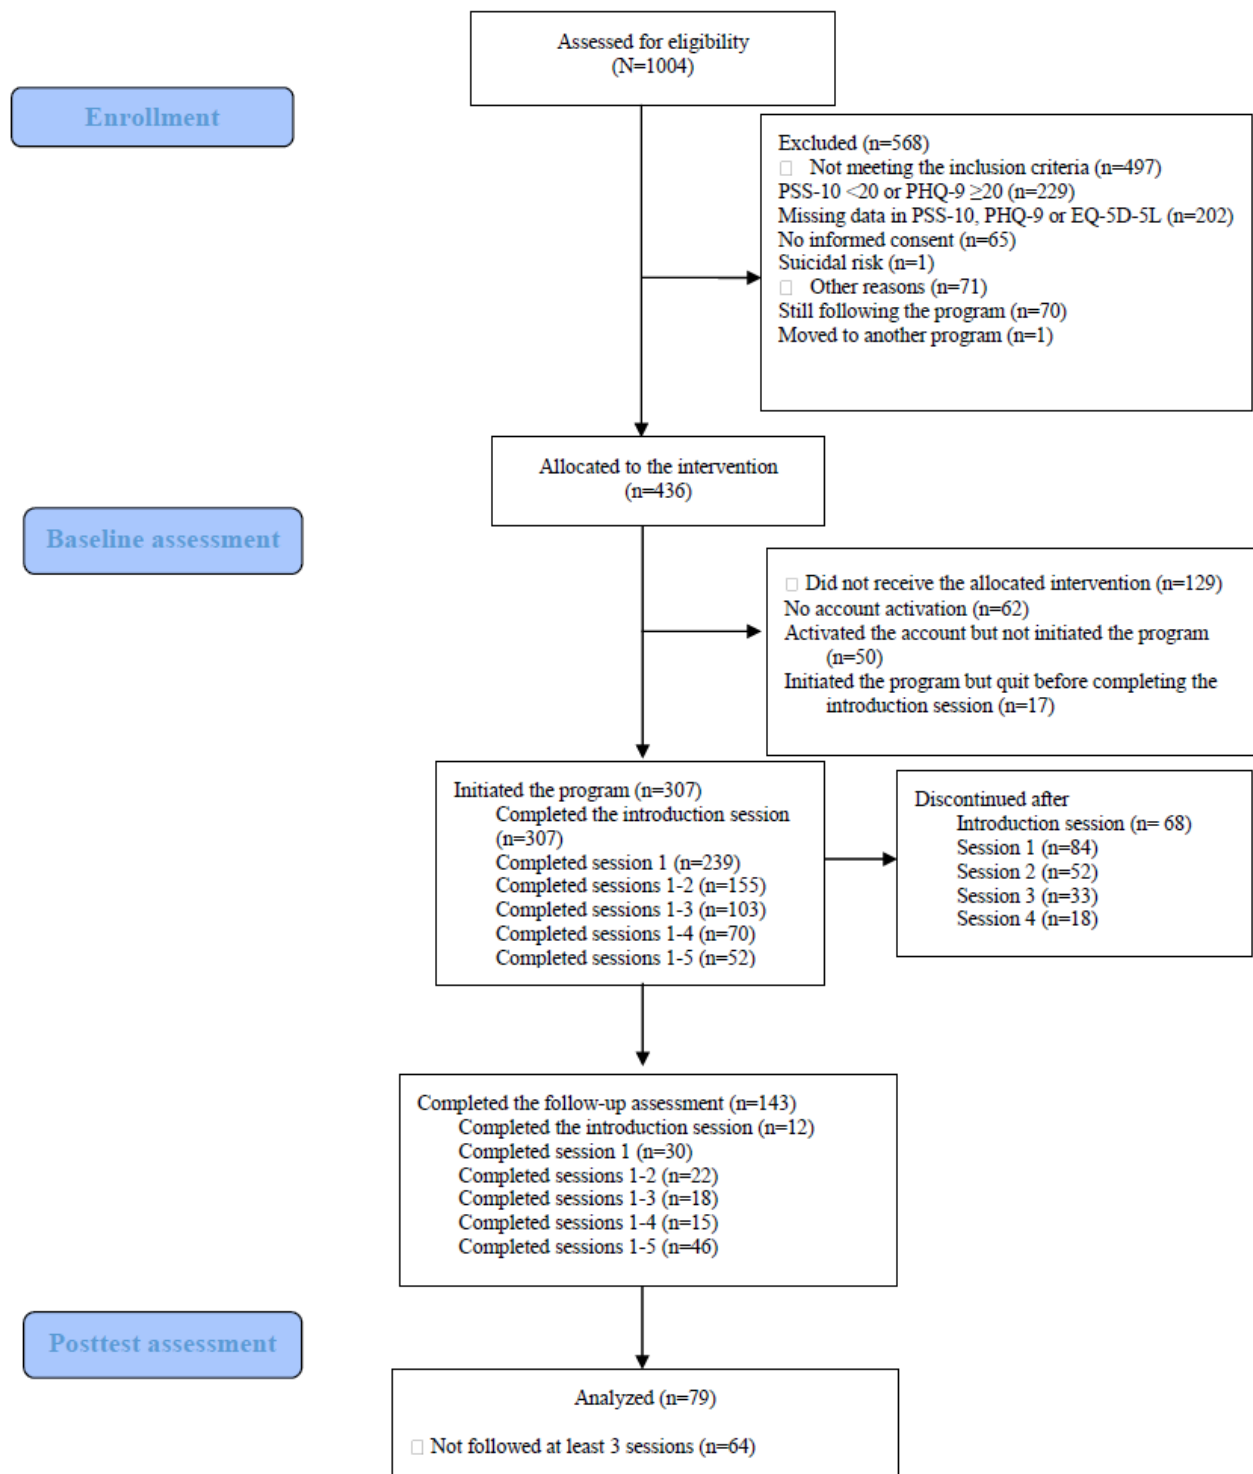 Assessed for eligibility
(N=1004)
Enrollment
Excluded (n=568)
Not meeting the inclusion criteria (n=497)
PSS-10 <20 or PHQ-9 ≥20 (n=229)
Missing data in PSS-10, PHQ-9 or EQ-5D-5L (n=202)
No informed consent (n=65)
Suicidal risk (n=1)
Other reasons (n=71)
Still following the program (n=70)
Moved to another program (n=1)
Allocated to the intervention
(n=436)
Baseline assessment
Did not receive the allocated intervention (n=129)
No account activation (n=62)
Activated the account but not initiated the program
(n=50)
Initiated the program but quit before completing the
introduction session (n=17)
Initiated the program (n=307)
Completed the introduction session
(n=307)
Completed session 1 (n=239)
Completed sessions 1-2 (n=155)
Completed sessions 1-3 (n=103)
Completed sessions 1-4 (n=70)
Completed sessions 1-5 (n=52)
Discontinued after
Introduction session (n= 68)
Session 1 (n=84)
Session 2 (n=52)
Session 3 (n=33)
Session 4 (n=18)
Completed the follow-up assessment (n=143)
Completed the introduction session (n=12)
Completed session 1 (n=30)
Completed sessions 1-2 (n=22)
Completed sessions 1-3 (n=18)
Completed sessions 1-4 (n=15)
Completed sessions 1-5 (n=46)
Posttest assessment
Analyzed (n=79)
Not followed at least 3 sessions (n=64)